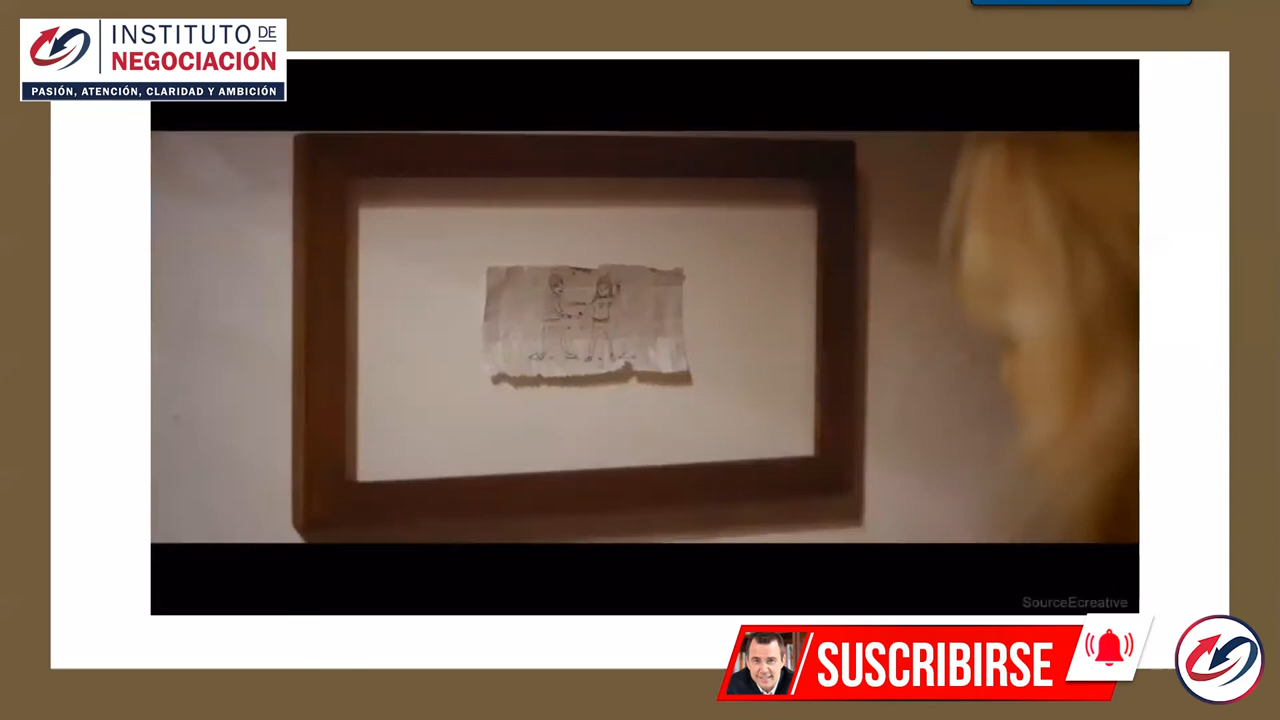 INSTITUTO DE
NEGOCIACIÓN
PASIÓN, ATENCIÓN, CLARIDAD Y AMBICIÓN
SourceEcreative
SUSCRIBIRSE